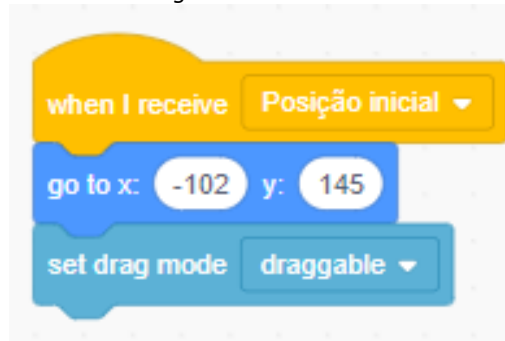 when I receive Posição inicial
go to x: -102 y: 145
set drag mode draggable